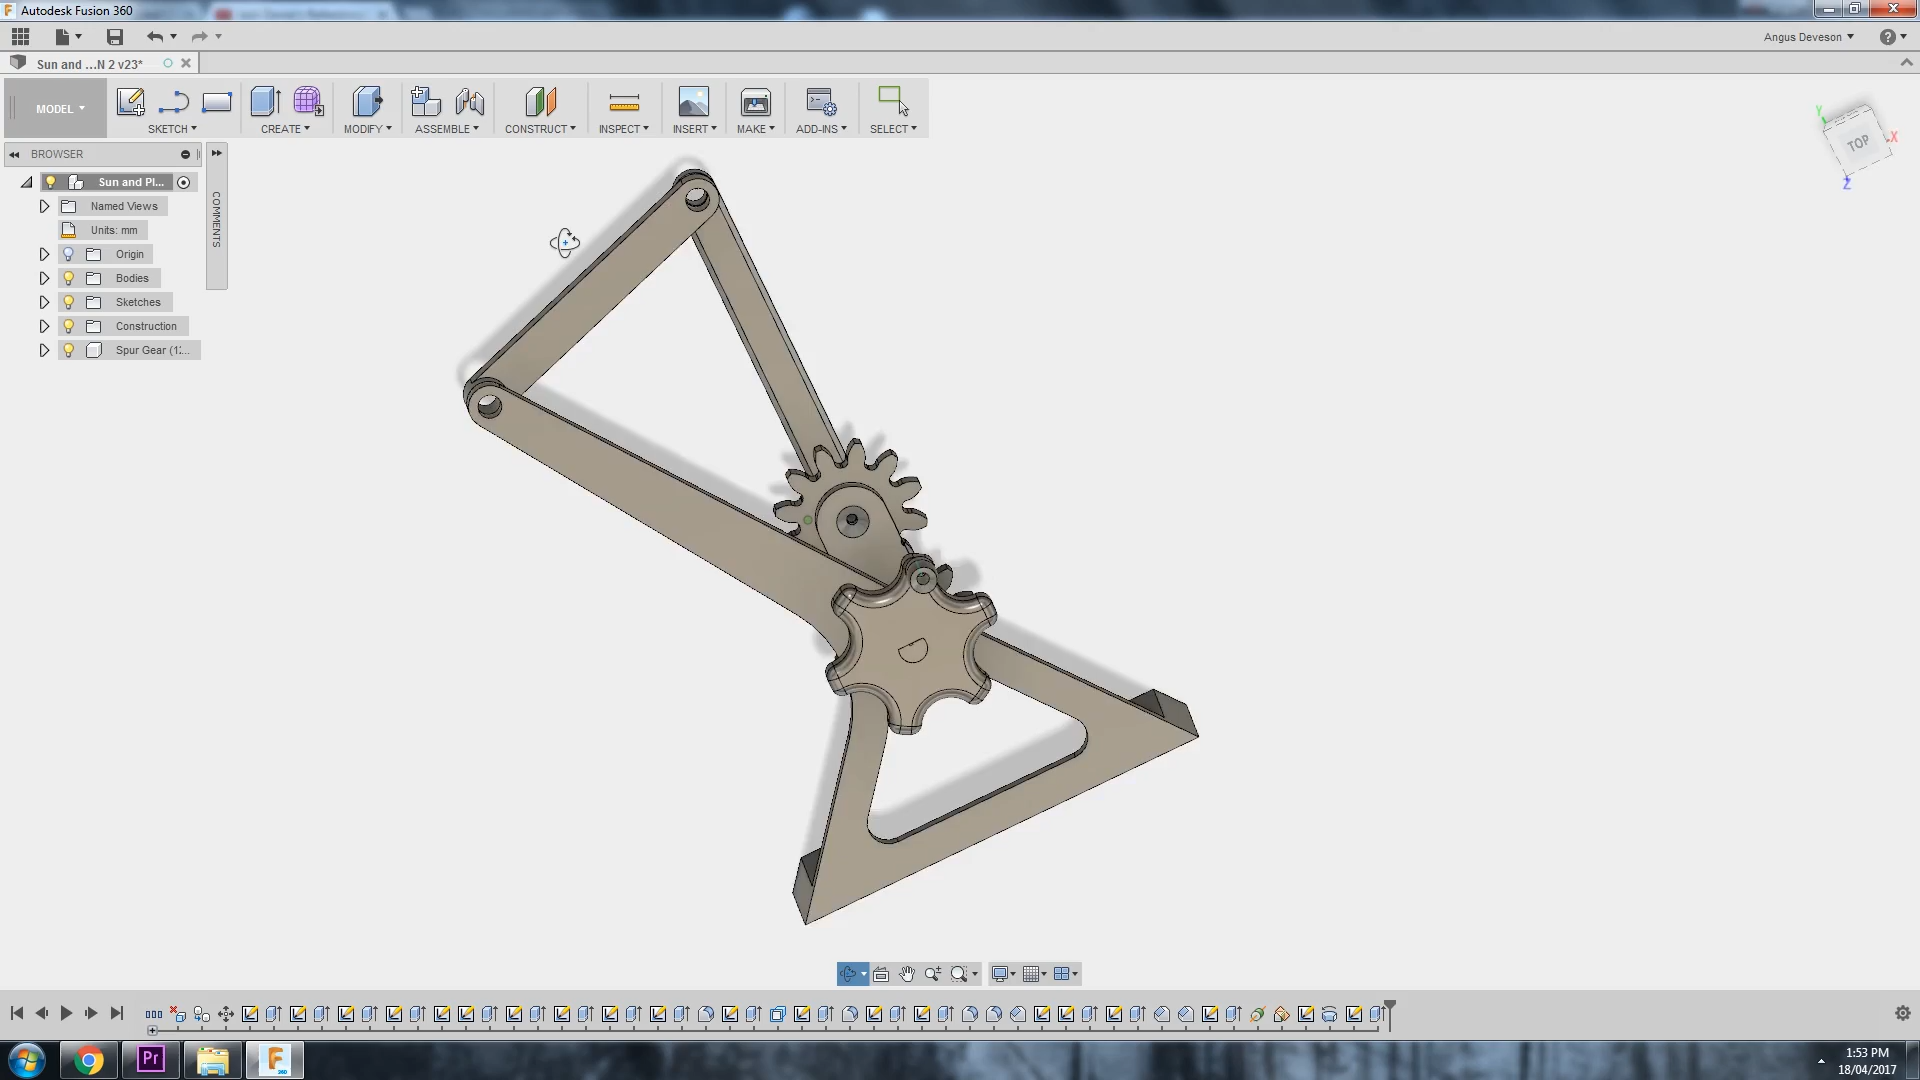 Autodesk Fusion 360
Angus Deveson
Sun and ...N 2 v23*
MODEL
SKETCH
CREATE
MODIFY
ASSEMBLE
CONSTRUCT
INSPECT
INSERT
MAKE
ADD-INS
SELECT
BROWSER
COMMENTS
Sun and Pl...
Named Views
Units: mm
Origin
Bodies
Sketches
Construction
Spur Gear (1:...
Y
X
TOP
Z
Pr
F
360
1:53 PM
18/04/2017